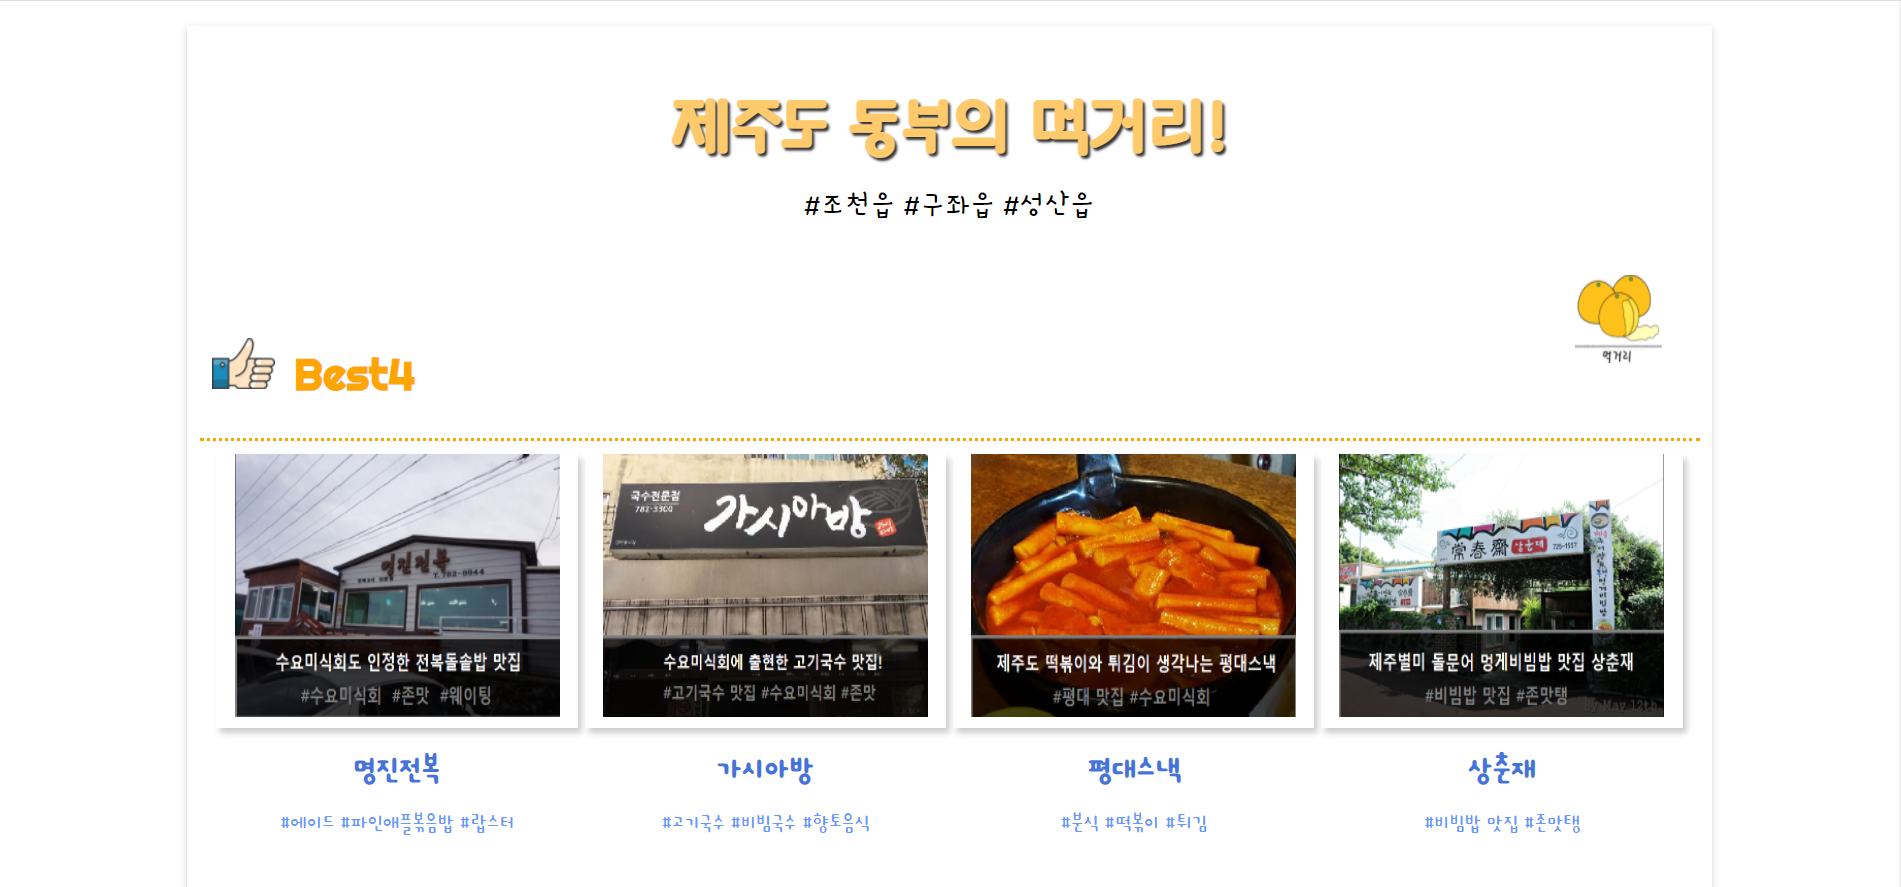 제주도 동부의 먹거리!
#조천읍 #구좌읍 #성산읍
먹거리
Best4
명진전복
T.782-9944
수요미식회도 인정한 전복돌솥밥 맛집
#수요미식회 #존맛 #웨이팅
국수전문점
782-3300
가시아방
수요미식회에 출현한 고기국수 맛집!
#고기국수 맛집 #수요미식회 #존맛
제주도 떡볶이와 튀김이 생각나는 평대스낵
#평대 맛집 #수요미식회
常春齋 상춘재 725-1557
제주별미 돌문어 멍게비빔밥 맛집 상춘재
#비빔밥 맛집 #존맛탱
by May 12th
명진전복
가시아방
평대스낵
상춘재
#에이드 #파인애플볶음밥 #랍스터
#고기국수 #비빔국수 #향토음식
#분식 #떡볶이 #튀김
#비빔밥 맛집 #존맛탱